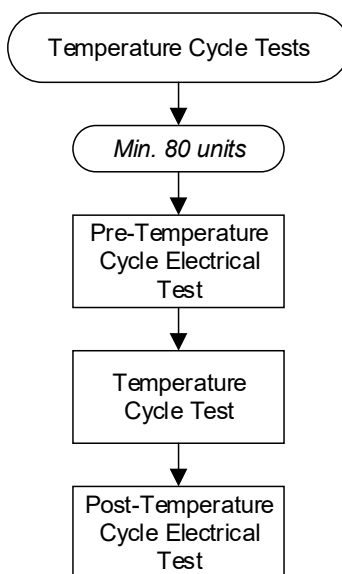 Temperature Cycle Tests
Min. 80 units
Pre-Temperature
Cycle Electrical
Test
Temperature
Cycle Test
Post-Temperature
Cycle Electrical
Test